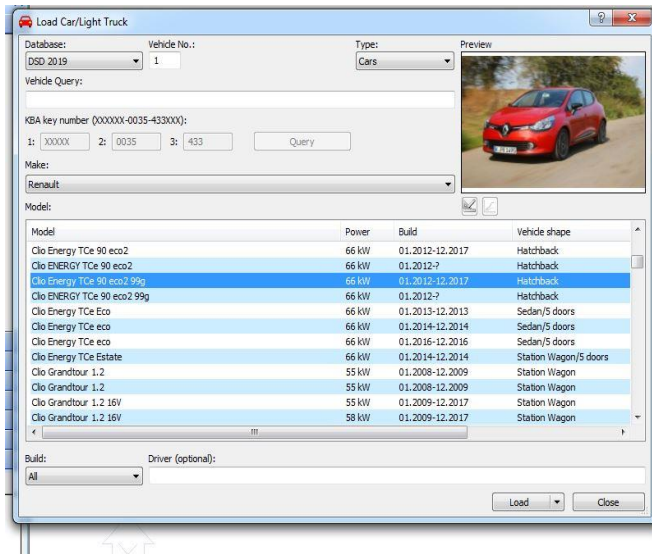 Load Car/Light Truck
Database: Vehicle No.: Type: Preview
DSD 2019 1 Cars
Vehicle Query:
KBA key number (XXXXXX-0035-433XXX):
1: XXXXX 2: 0035 3: 433 Query
Make:
Renault
Model:
Model Power Build Vehicle shape
Clio Energy TCe 90 eco2 66 kW 01.2012-12.2017 Hatchback
Clio ENERGY TCe 90 eco2 66 kW 01.2012-? Hatchback
Clio Energy TCe 90 eco2 99g 66 kW 01.2012-12.2017 Hatchback
Clio ENERGY TCe 90 eco2 99g 66 kW 01.2012-? Hatchback
Clio Energy TCe Eco 66 kW 01.2013-12.2013 Sedan/5 doors
Clio Energy TCe eco 66 kW 01.2014-12.2014 Sedan/5 doors
Clio Energy TCe eco 66 kW 01.2016-12.2016 Sedan/5 doors
Clio Energy TCe Estate 66 kW 01.2014-12.2014 Station Wagon/5 doors
Clio Grandtour 1.2 55 kW 01.2008-12.2009 Station Wagon
Clio Grandtour 1.2 55 kW 01.2008-12.2009 Station Wagon
Clio Grandtour 1.2 16V 55 kW 01.2009-12.2017 Station Wagon
Clio Grandtour 1.2 16V 58 kW 01.2009-12.2017 Station Wagon
Build: Driver (optional):
All
Load Close